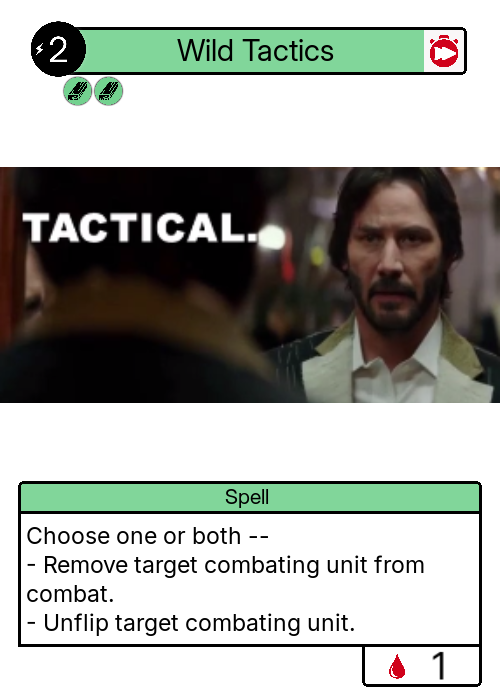 2
Wild Tactics
TACTICAL.
Spell
Choose one or both --
- Remove target combating unit from
combat.
- Unflip target combating unit.
1